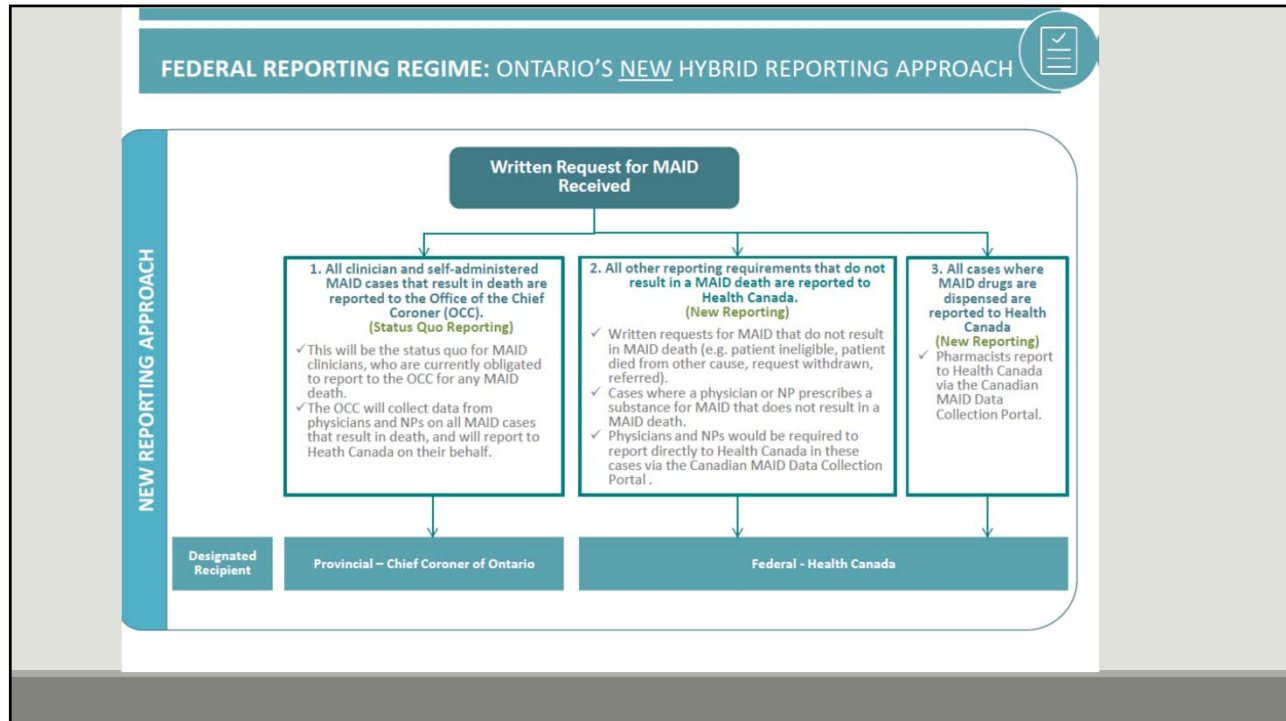 FEDERAL REPORTING REGIME: ONTARIO'S NEW HYBRID REPORTING APPROACH
NEW REPORTING APPROACH
Written Request for MAID
Received
1. All clinician and self-administered
MAID cases that result in death are
reported to the Office of the Chief
Coroner (OCC).
(Status Quo Reporting)
✓This will be the status quo for MAID
clinicians, who are currently obligated
to report to the OCC for any MAID
death.
✓The OCC will collect data from
physicians and NPs on all MAID cases
that result in death, and will report to
Heath Canada on their behalf.
2. All other reporting requirements that do not
result in a MAID death are reported to
Health Canada.
(New Reporting)
✓ Written requests for MAID that do not result
in MAID death (e.g. patient ineligible, patient
died from other cause, request withdrawn,
referred).
✓ Cases where a physician or NP prescribes a
substance for MAID that does not result in a
MAID death.
✓ Physicians and NPs would be required to
report directly to Health Canada in these
cases via the Canadian MAID Data Collection
Portal .
3. All cases where
MAID drugs are
dispensed are
reported to Health
Canada
(New Reporting)
✓ Pharmacists report
to Health Canada
via the Canadian
MAID Data
Collection Portal.
Designated
Recipient
Provincial – Chief Coroner of Ontario
Federal - Health Canada